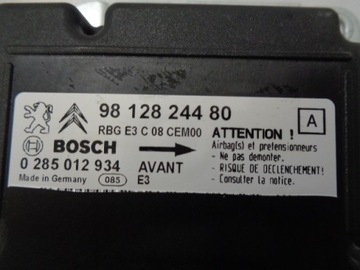 98 128 244 80
RBG E3 C 08 CEM00
BOSCH
0 285 012 934
AVANT
Made in Germany
085
E3
A
ATTENTION !
Airbag(s) et pretensionneurs
- Ne pas demonter.
- RISQUE DE DECLENCHEMENT!
- Consulter la notice.